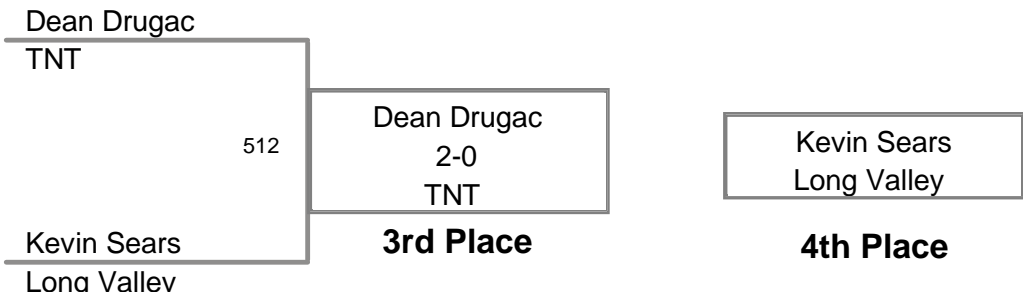 Dean Drugac
TNT
512
Dean Drugac
2-0
TNT
3rd Place
Kevin Sears
Long Valley
Kevin Sears
Long Valley
4th Place